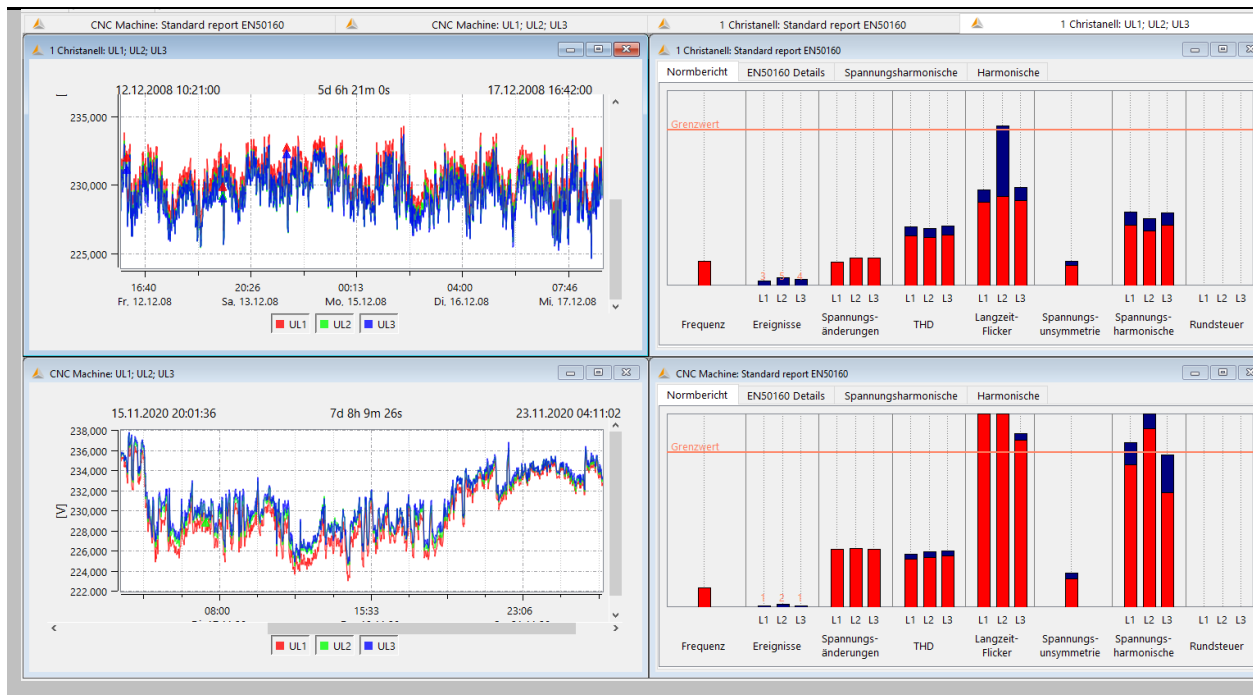 CNC Machine: Standard report EN50160
CNC Machine: UL1; UL2; UL3
1 Christanell: Standard report EN50160
1 Christanell: UL1; UL2; UL3
1 Christanell: UL1; UL2; UL3
12.12.2008 10:21:00 5d 6h 21m 0s 17.12.2008 16:42:00
235,000
230,000
225,000
16:40 20:26 00:13 04:00 07:46
Fr, 12.12.08 Sa, 13.12.08 Mo, 15.12.08 Di, 16.12.08 Mi, 17.12.08
UL1 UL2 UL3
1 Christanell: Standard report EN50160
Normbericht EN50160 Details Spannungsharmonische Harmonische
Grenzwert
3 5 4
L1 L2 L3 L1 L2 L3 L1 L2 L3 L1 L2 L3 L1 L2 L3 L1 L2 L3
Frequenz Ereignisse Spannungs-änderungen THD Langzeit-Flicker Spannungs-unsymmetrie Spannungs-harmonische Rundsteuer
CNC Machine: UL1; UL2; UL3
15.11.2020 20:01:36 7d 8h 9m 26s 23.11.2020 04:11:02
[V]
238,000
236,000
234,000
232,000
230,000
228,000
226,000
224,000
222,000
08:00 15:33 23:06
UL1 UL2 UL3
CNC Machine: Standard report EN50160
Normbericht EN50160 Details Spannungsharmonische Harmonische
Grenzwert
1 2 1
L1 L2 L3 L1 L2 L3 L1 L2 L3 L1 L2 L3 L1 L2 L3 L1 L2 L3
Frequenz Ereignisse Spannungs-änderungen THD Langzeit-Flicker Spannungs-unsymmetrie Spannungs-harmonische Rundsteuer